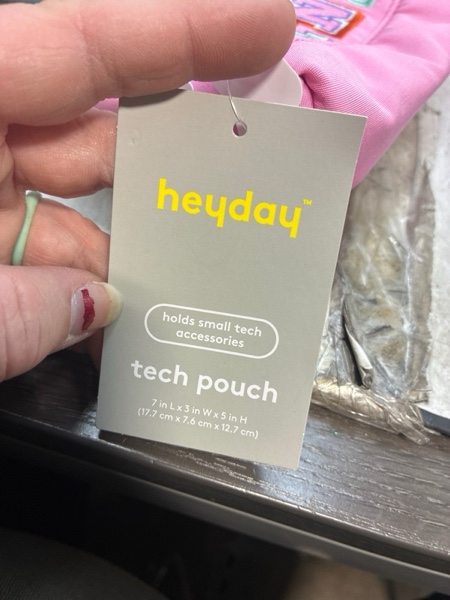 heyday™
holds small tech
accessories
tech pouch
7 in L x 3 in W x 5 in H
(17.7 cm x 7.6 cm x 12.7 cm)